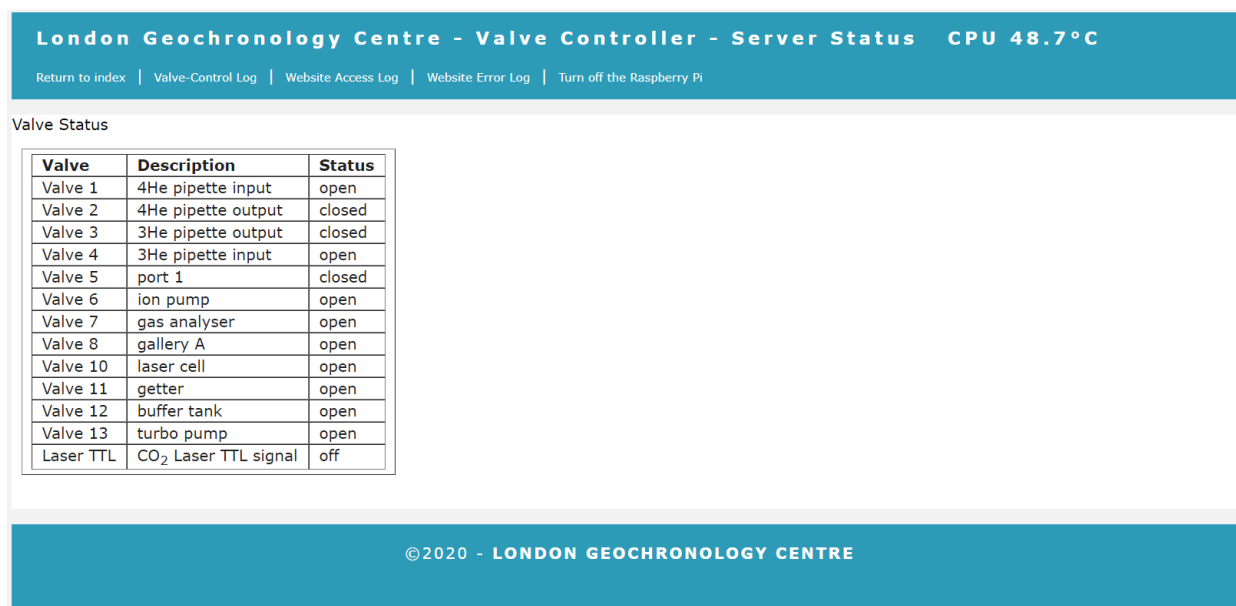 London Geochronology Centre - Valve Controller - Server Status CPU 48.7°C
Return to index | Valve-Control Log | Website Access Log | Website Error Log | Turn off the Raspberry Pi
Valve Status
Valve Description Status
Valve 1 4He pipette input open
Valve 2 4He pipette output closed
Valve 3 3He pipette output closed
Valve 4 3He pipette input open
Valve 5 port 1 closed
Valve 6 ion pump open
Valve 7 gas analyser open
Valve 8 gallery A open
Valve 10 laser cell open
Valve 11 getter open
Valve 12 buffer tank open
Valve 13 turbo pump open
Laser TTL CO₂ Laser TTL signal off
©2020 - LONDON GEOCHRONOLOGY CENTRE